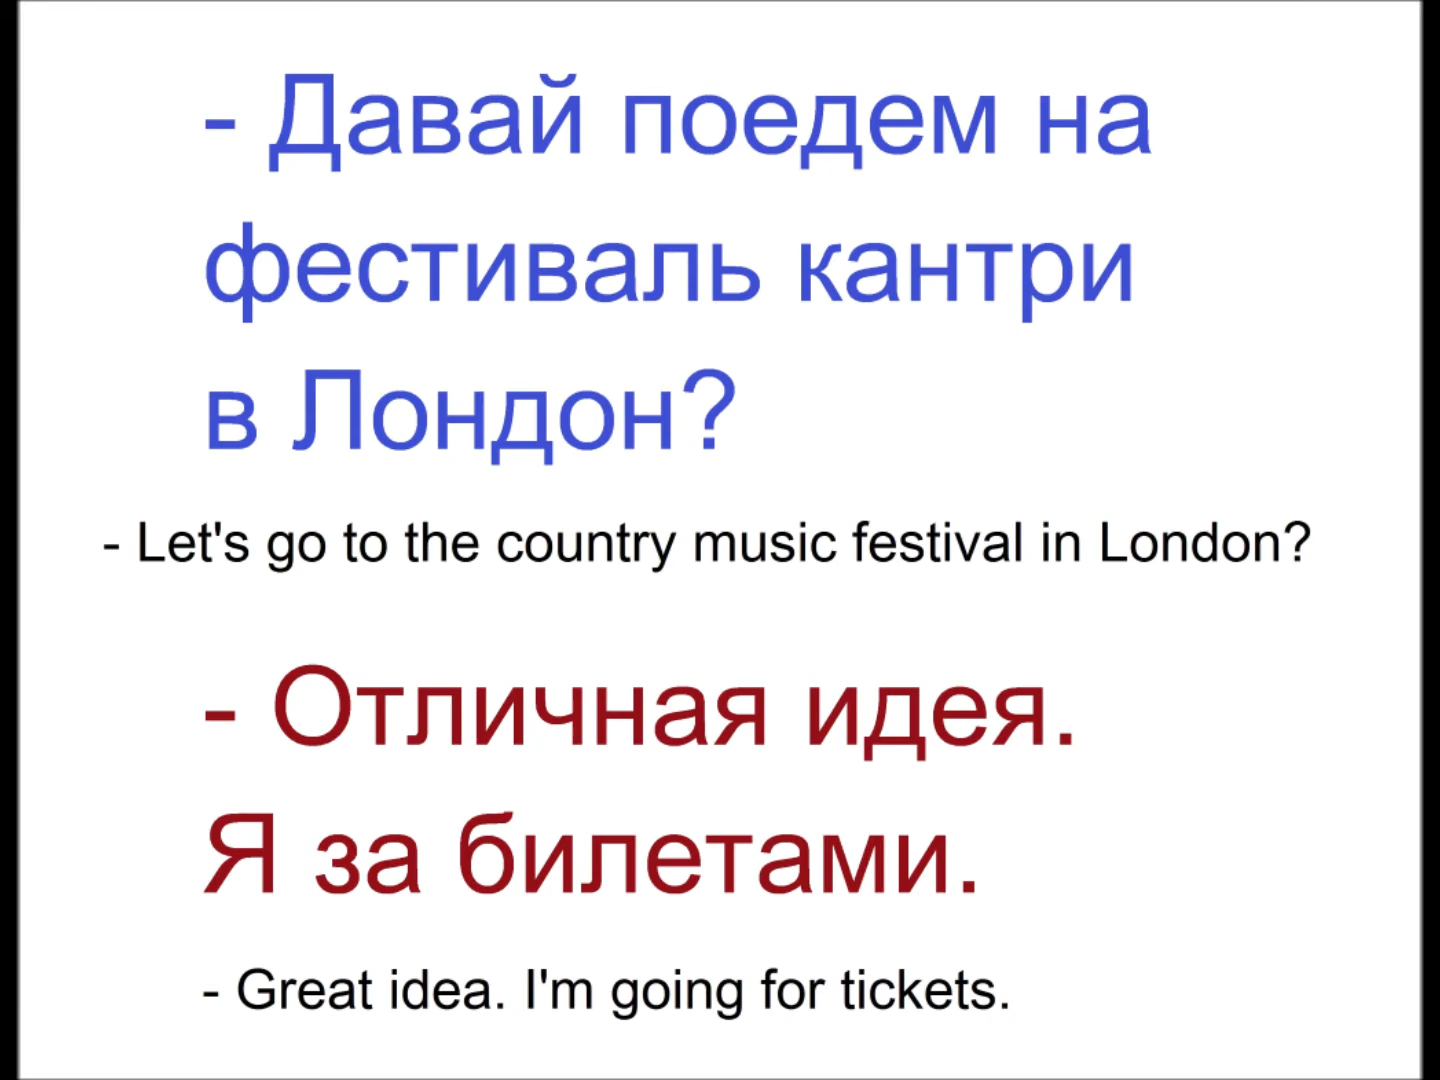 - Давай поедем на
фестиваль кантри
в Лондон?
- Let's go to the country music festival in London?
- Отличная идея.
Я за билетами.
- Great idea. I'm going for tickets.